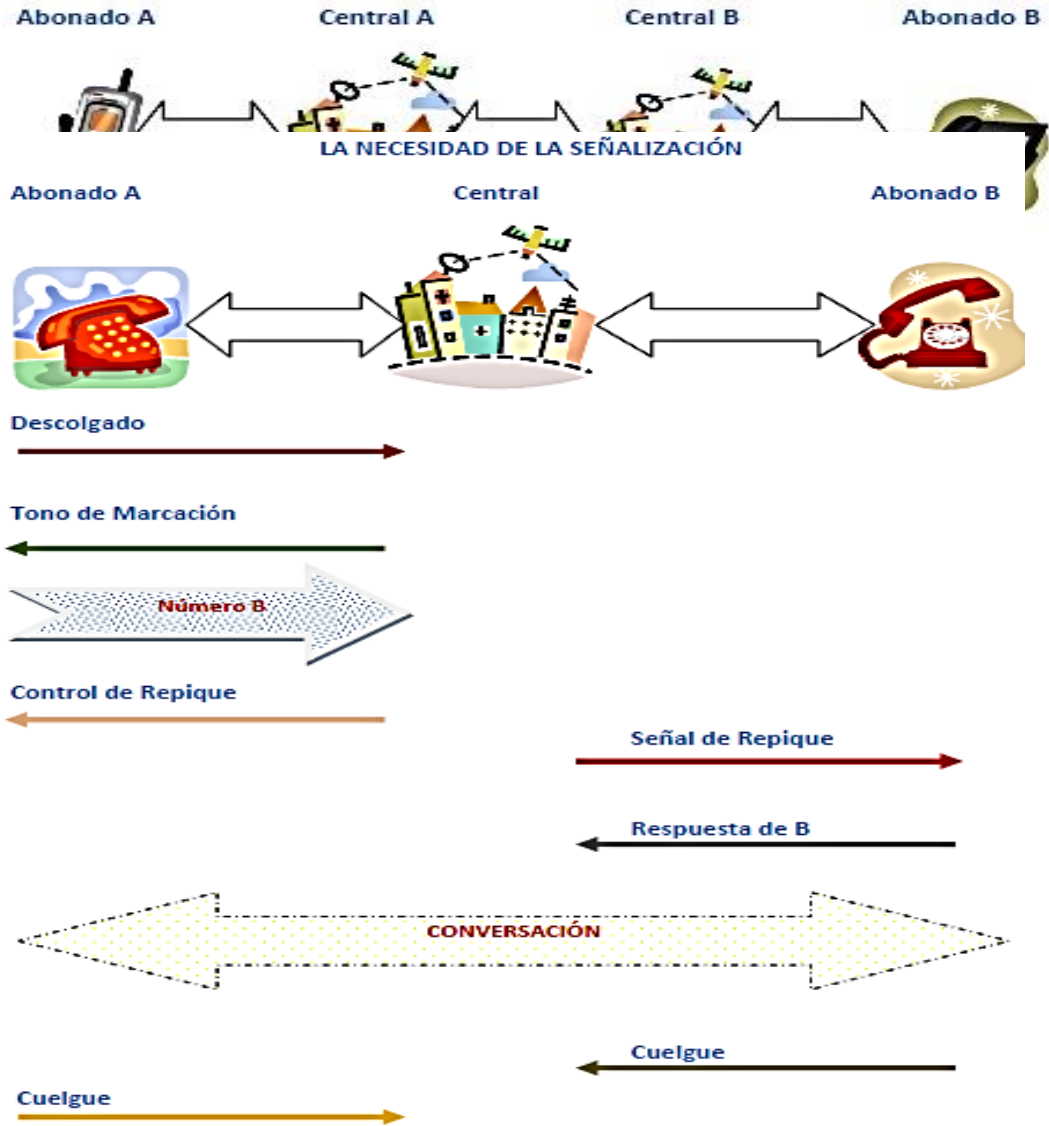 Abonado A Central A Central B Abonado B
LA NECESIDAD DE LA SEÑALIZACIÓN
Abonado A Central Abonado B
Descolgado
Tono de Marcación
Número B
Control de Repique
Señal de Repique
Respuesta de B
CONVERSACIÓN
Cuelgue
Cuelgue